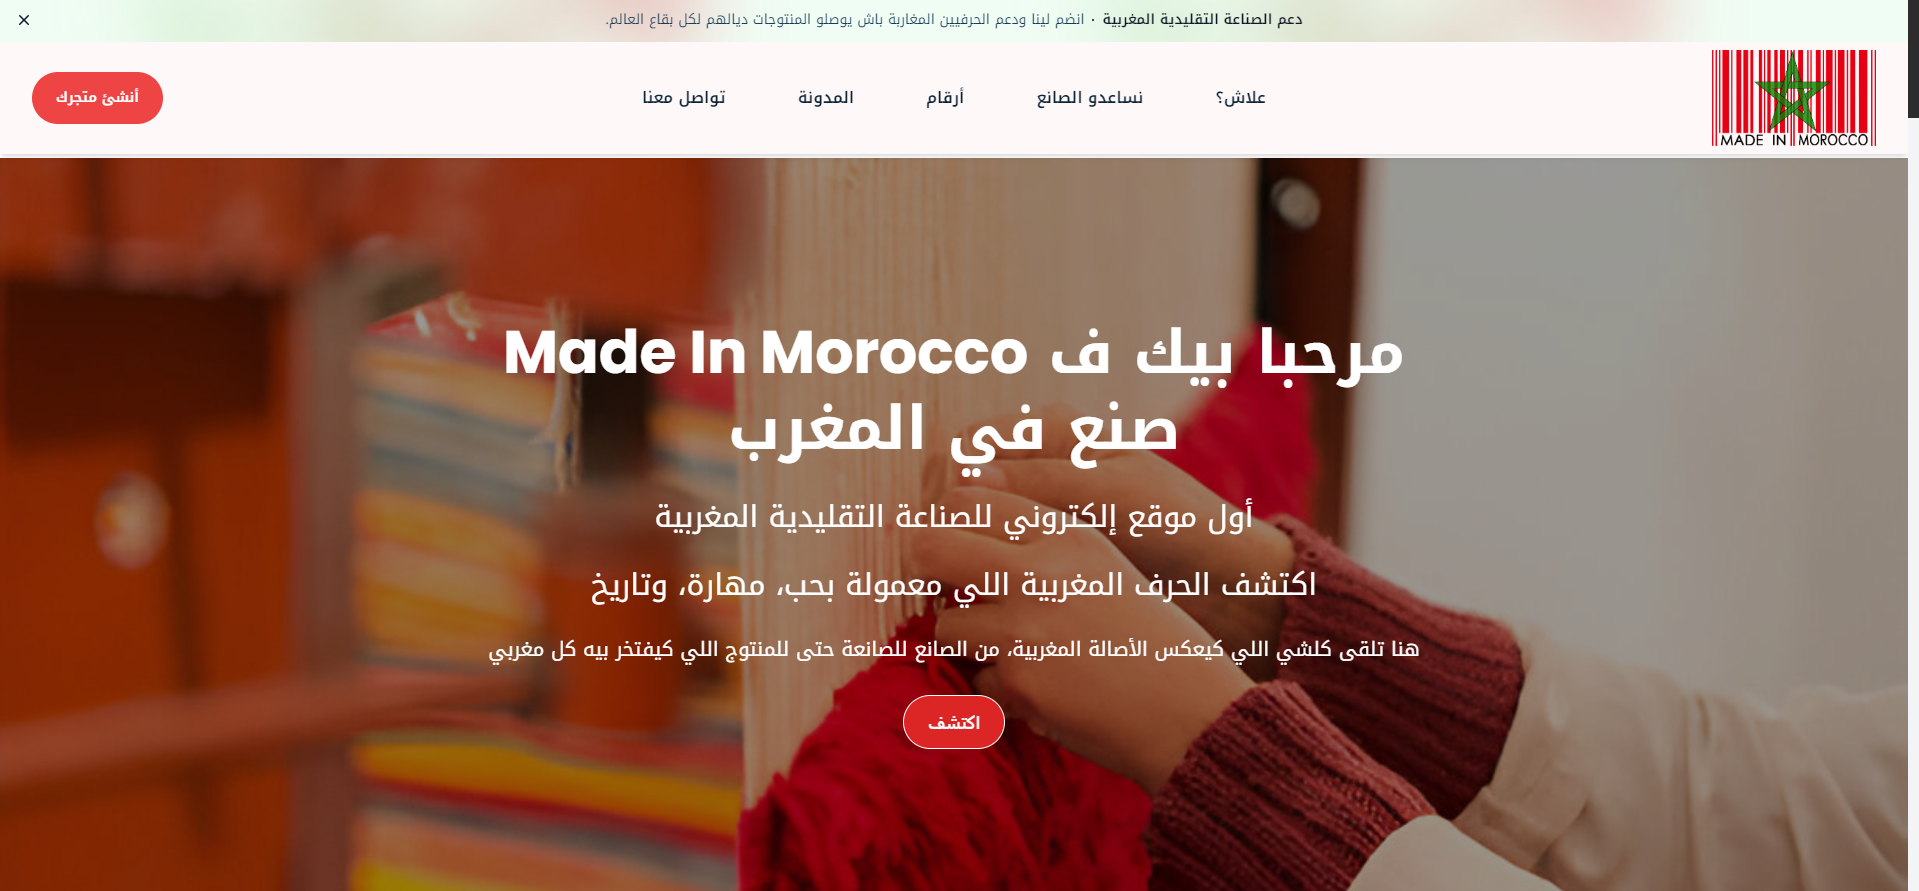 دعم الصناعة التقليدية المغربية · انضم لينا ودعم الحرفيين المغاربة باش يوصلو المنتوجات ديالهم لكل بقاع العالم.
MADE IN MOROCCO
علاش؟
نساعدو الصانع
أرقام
المدونة
تواصل معنا
أنشئ متجرك
مرحبا بيك ف Made In Morocco
صنع في المغرب
أول موقع إلكتروني للصناعة التقليدية المغربية
اكتشف الحرف المغربية اللي معمولة بحب، مهارة، وتاريخ
هنا تلقى كلشي اللي كيعكس الأصالة المغربية، من الصانع للصانعة حتى للمنتوج اللي كيفتخر بيه كل مغربي
اكتشف